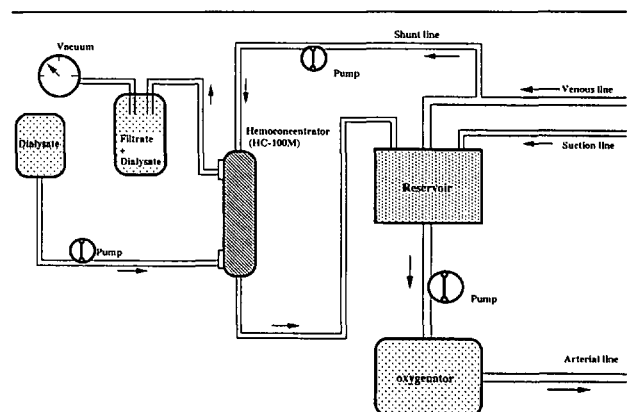 Shunt line
Vacuum
Pump
Venous line
Hemoconcentrator
(HC-100M)
Filtrate
+
Dialysate
Dialysate
Suction line
Reservoir
Pump
Pump
Arterial line
oxygenator